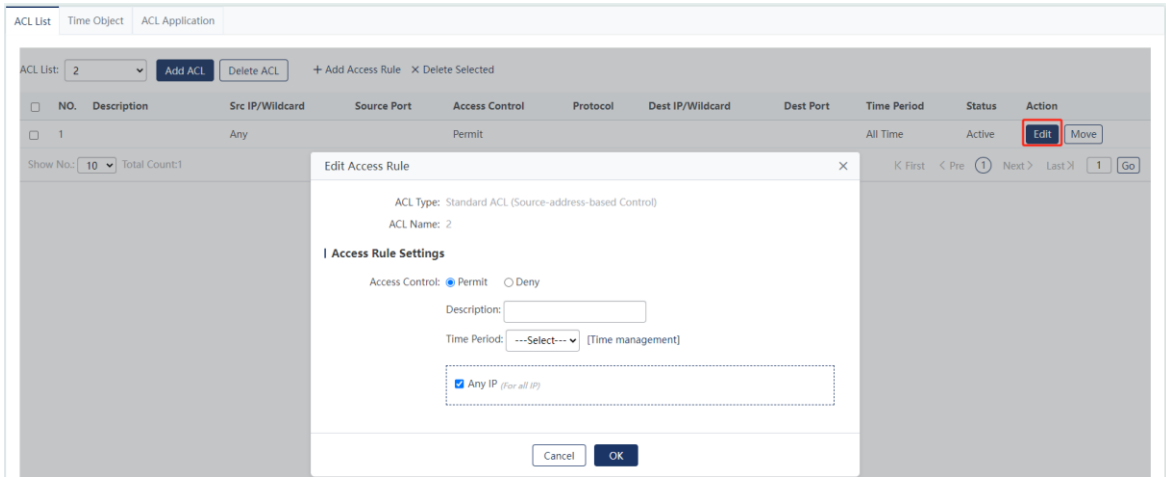 ACL List Time Object ACL Application
ACL List: 2 Add ACL Delete ACL + Add Access Rule × Delete Selected
NO. Description Src IP/Wildcard Source Port Access Control Protocol Dest IP/Wildcard Dest Port Time Period Status Action
1 Any Permit All Time Active Edit Move
Show No.: 10 Total Count:1 K First < Pre 1 Next > Last >| 1 Go
Edit Access Rule ×
ACL Type: Standard ACL (Source-address-based Control)
ACL Name: 2
Access Rule Settings
Access Control: Permit Deny
Description:
Time Period: ---Select--- [Time management]
Any IP (For all IP)
Cancel OK